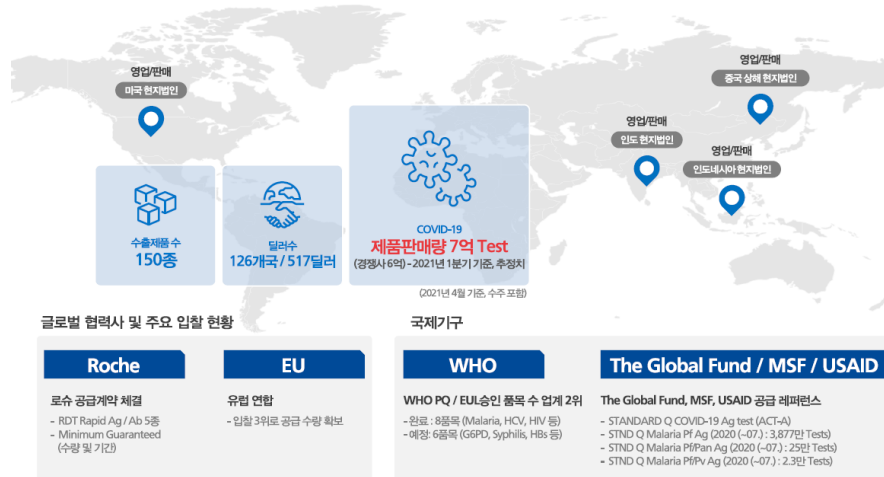 영업/판매
미국 현지법인
영업/판매
중국 상해 현지법인
영업/판매
인도 현지법인
영업/판매
인도네시아 현지법인
수출제품 수
150종
딜러수
126개국 / 517딜러
COVID-19
제품판매량 7억 Test
(경쟁사 6억) - 2021년 1분기 기준, 추정치
(2021년 4월 기준, 수주 포함)
글로벌 협력사 및 주요 입찰 현황
Roche
로슈 공급계약 체결
- RDT Rapid Ag / Ab 5종
- Minimum Guaranteed
(수량 및 기간)
EU
유럽 연합
- 입찰 3위로 공급 수량 확보
국제기구
WHO
WHO PQ / EUL승인 품목 수 업계 2위
- 완료 : 8품목 (Malaria, HCV, HIV 등)
- 예정: 6품목 (G6PD, Syphilis, HBs 등)
The Global Fund / MSF / USAID
The Global Fund, MSF, USAID 공급 레퍼런스
- STANDARD Q COVID-19 Ag test (ACT-A)
- STND Q Malaria Pf Ag (2020 (~07.) : 3,877만 Tests)
- STND Q Malaria Pf/Pan Ag (2020 (~07.) : 25만 Tests)
- STND Q Malaria Pf/Pv Ag (2020 (~07.) : 2.3만 Tests)